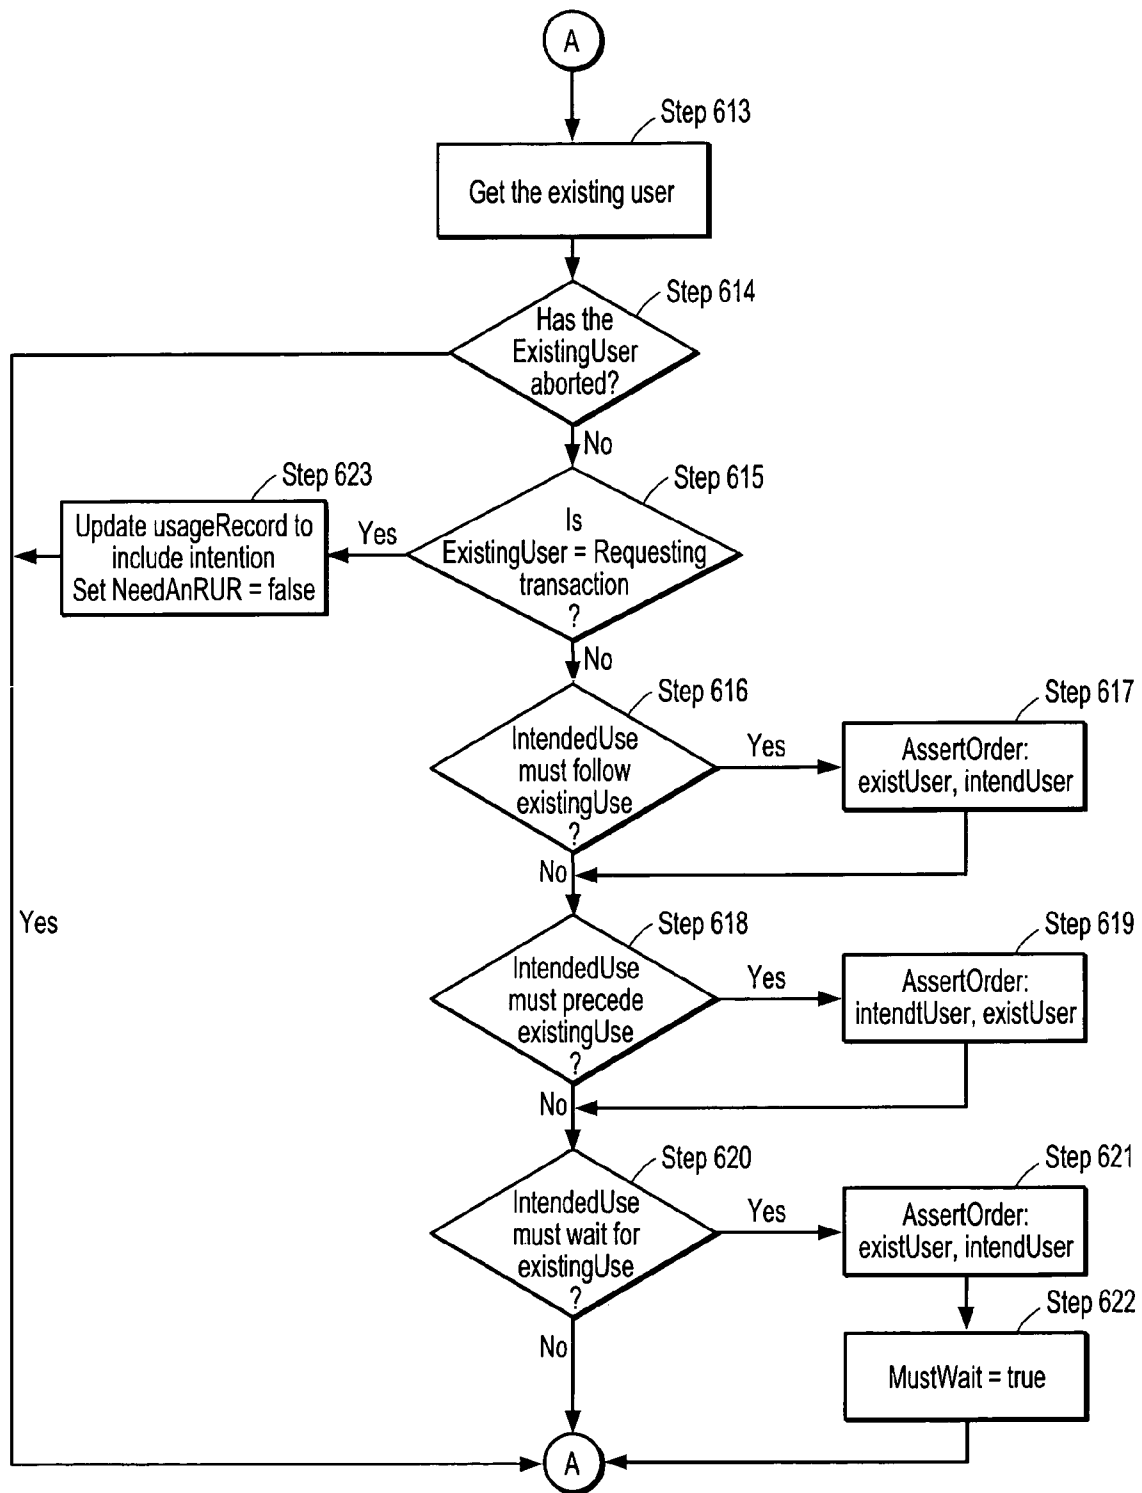 A
Step 613
Get the existing user
Step 614
Has the
ExistingUser
aborted?
No
Step 623
Update usageRecord to
include intention
Set NeedAnRUR = false
Yes
Step 615
Is
ExistingUser = Requesting
transaction
?
No
Step 616
IntendedUse
must follow
existingUse
?
Yes
Step 617
AssertOrder:
existUser, intendUser
No
Yes
Step 618
IntendedUse
must precede
existingUse
?
Yes
Step 619
AssertOrder:
intendtUser, existUser
No
Step 620
IntendedUse
must wait for
existingUse
?
Yes
Step 621
AssertOrder:
existUser, intendUser
Step 622
MustWait = true
No
A